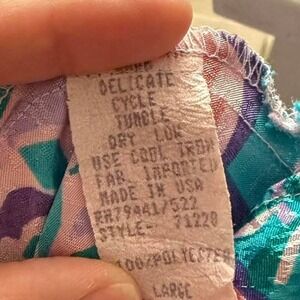 DELICATE
CYCLE
TUMBLE
DRY LOW
USE COOL IRON
FAB. IMPORTED
MADE IN USA
RN79441/522
STYLE- 71220
100%POLYESTER
LARGE